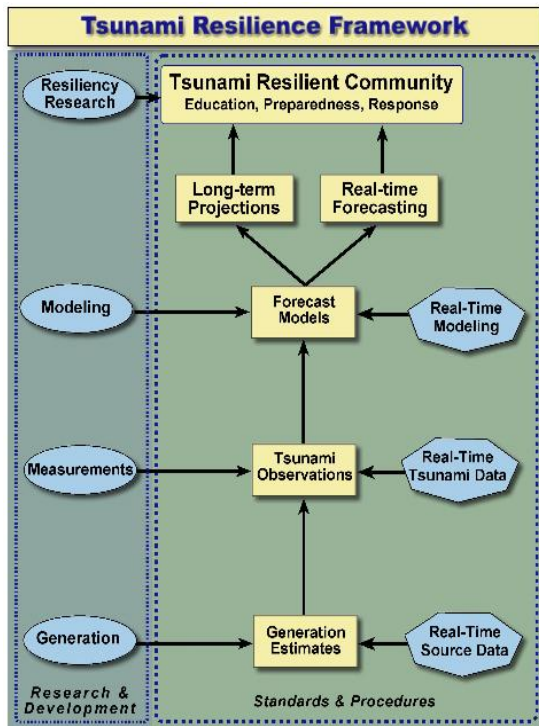 Tsunami Resilience Framework
Resiliency
Research
Tsunami Resilient Community
Education, Preparedness, Response
Long-term
Projections
Real-time
Forecasting
Modeling
Forecast
Models
Real-Time
Modeling
Measurements
Tsunami
Observations
Real-Time
Tsunami Data
Generation
Generation
Estimates
Real-Time
Source Data
Research &
Development
Standards & Procedures